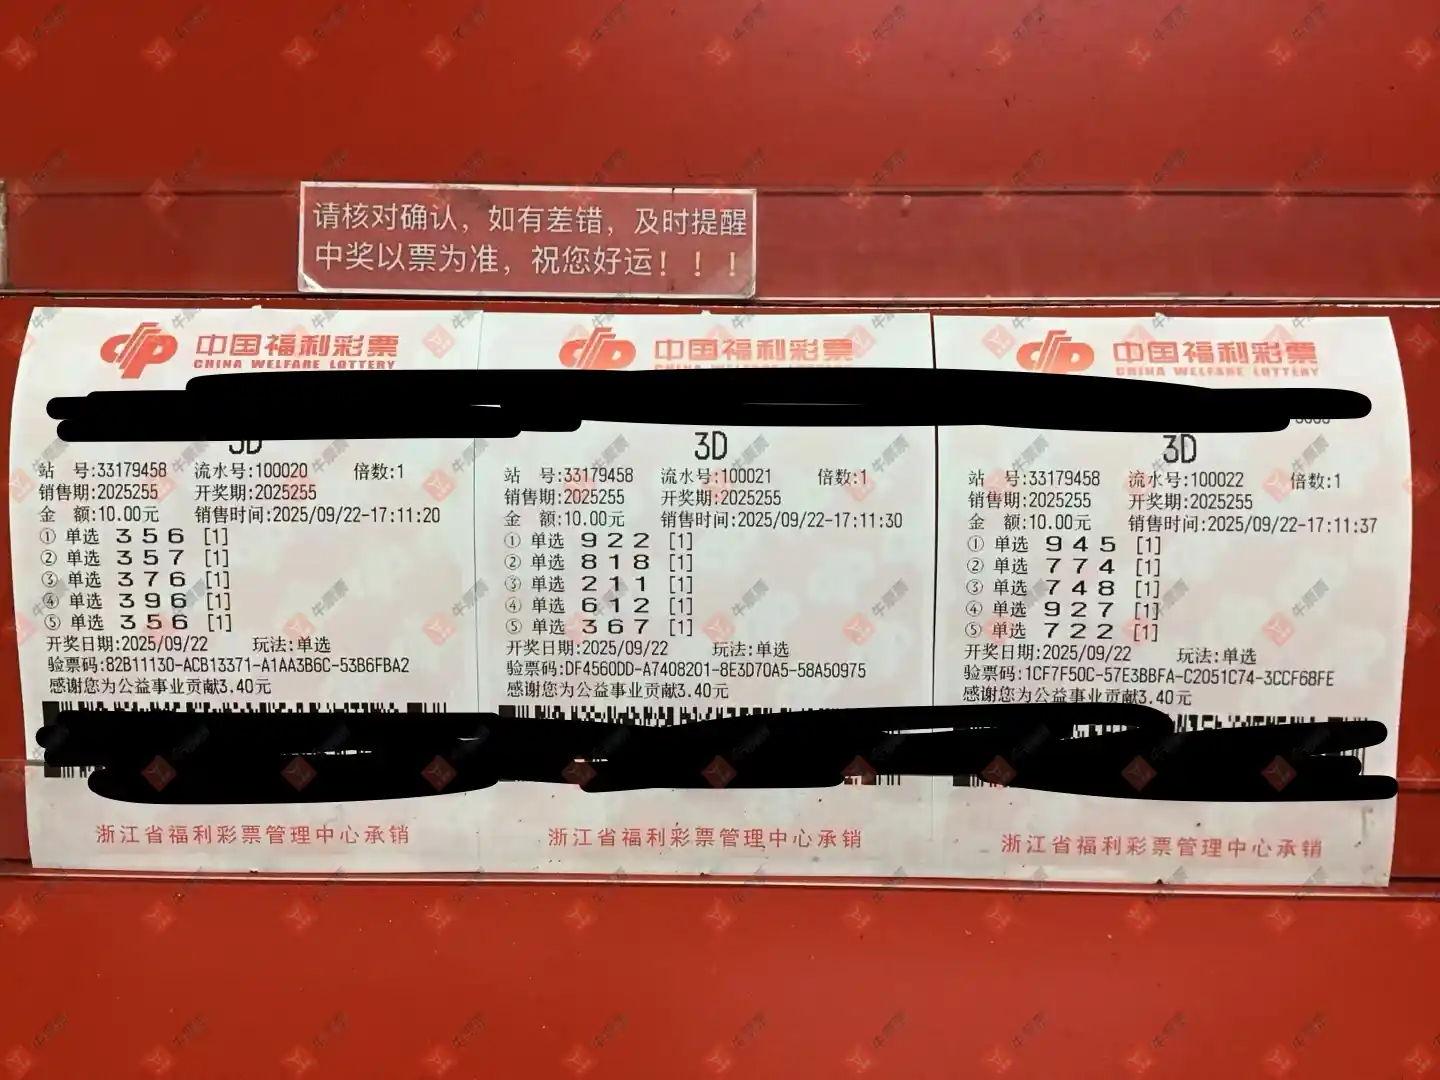 请核对确认，如有差错，及时提醒
中奖以票为准，祝您好运！！！
中国福利彩票
CHINA WELFARE LOTTERY
3D
站 号:33179458 流水号:100020 倍数:1
销售期:2025255 开奖期:2025255
金 额:10.00元 销售时间:2025/09/22-17:11:20
① 单选 3 5 6 [1]
② 单选 3 5 7 [1]
③ 单选 3 7 6 [1]
④ 单选 3 9 6 [1]
⑤ 单选 3 5 6 [1]
开奖日期:2025/09/22 玩法:单选
验票码:82B11130-ACB13371-A1AA3B6C-53B6FBA2
感谢您为公益事业贡献3.40元
浙江省福利彩票管理中心承销
中国福利彩票
CHINA WELFARE LOTTERY
3D
站 号:33179458 流水号:100021 倍数:1
销售期:2025255 开奖期:2025255
金 额:10.00元 销售时间:2025/09/22-17:11:30
① 单选 9 2 2 [1]
② 单选 8 1 8 [1]
③ 单选 2 1 1 [1]
④ 单选 6 1 2 [1]
⑤ 单选 3 6 7 [1]
开奖日期:2025/09/22 玩法:单选
验票码:DF4560DD-A7408201-8E3D70A5-58A50975
感谢您为公益事业贡献3.40元
浙江省福利彩票管理中心承销
中国福利彩票
CHINA WELFARE LOTTERY
3D
站 号:33179458 流水号:100022 倍数:1
销售期:2025255 开奖期:2025255
金 额:10.00元 销售时间:2025/09/22-17:11:37
① 单选 9 4 5 [1]
② 单选 7 7 4 [1]
③ 单选 7 4 8 [1]
④ 单选 9 2 7 [1]
⑤ 单选 7 2 2 [1]
开奖日期:2025/09/22 玩法:单选
验票码:1CF7F50C-57E3BBFA-C2051C74-3CCF68FE
感谢您为公益事业贡献3.40元
浙江省福利彩票管理中心承销